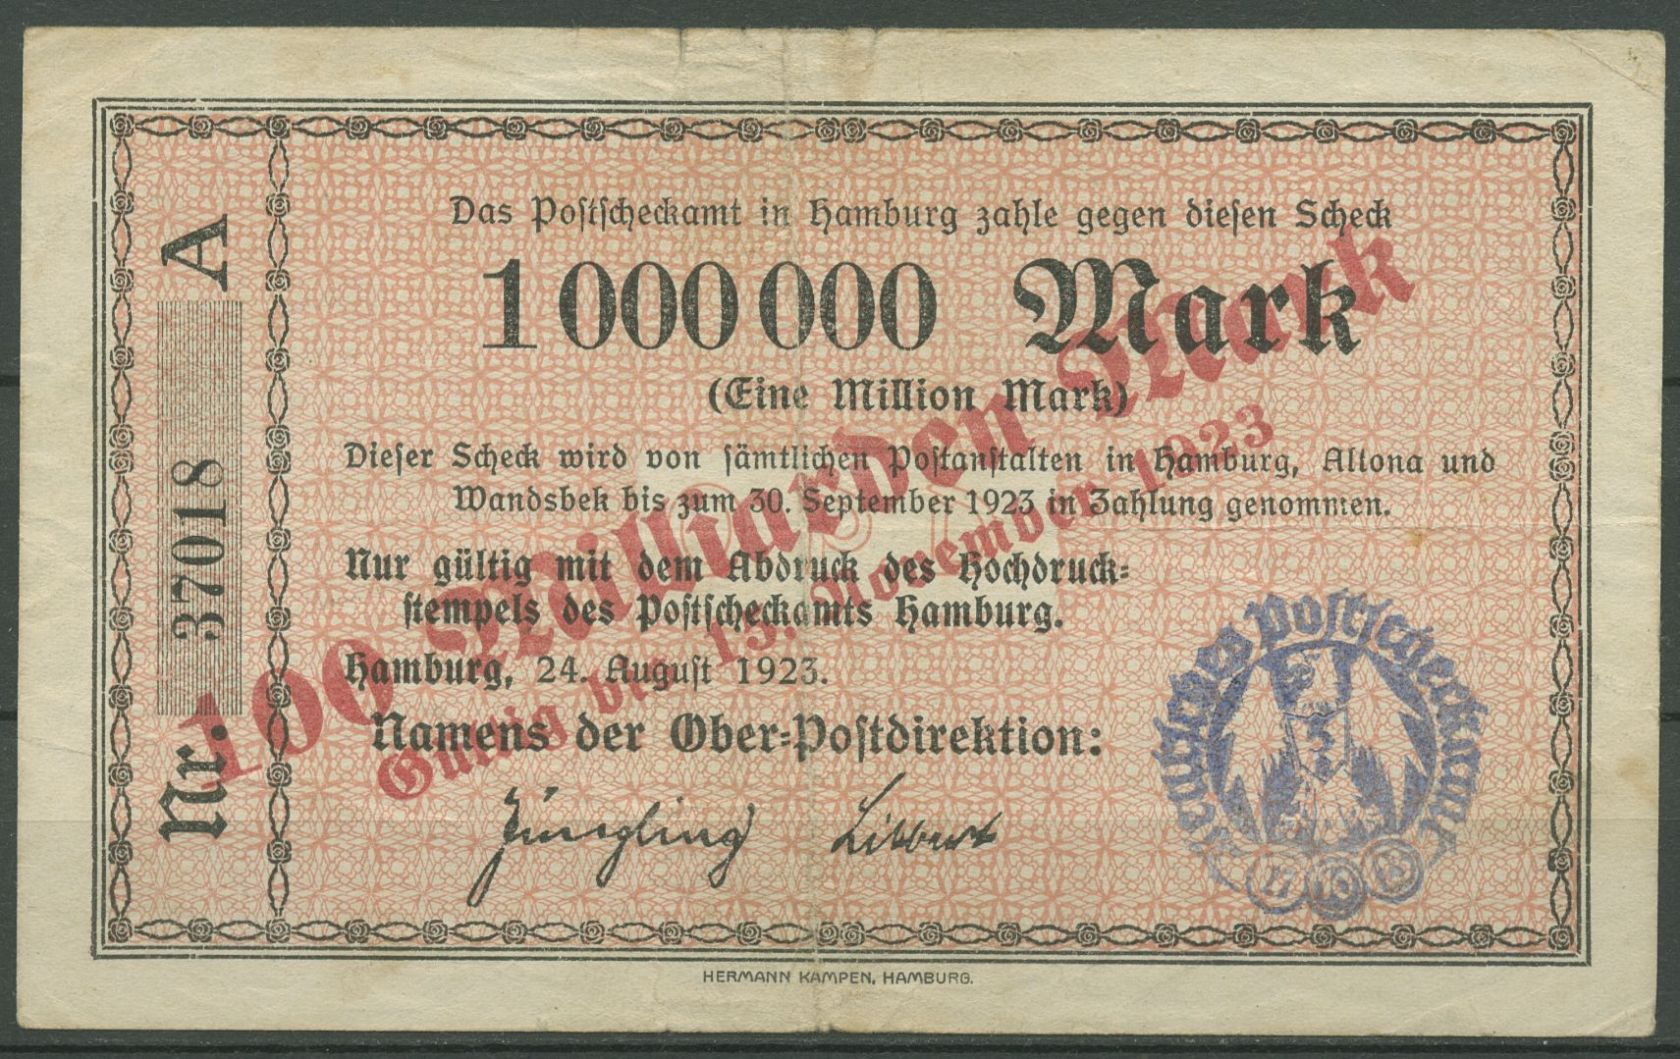 Das Postscheckamt in Hamburg zahle gegen diesen Scheck
1 000 000 Mark
(Eine Million Mark)
Dieser Scheck wird von sämtlichen Postanstalten in Hamburg, Altona und
Wandsbek bis zum 30. September 1923 in Zahlung genommen.
Nur gültig mit dem Abdruck des Hochdruck-
stempels des Postscheckamts Hamburg.
Hamburg, 24. August 1923.
Namens der Ober-Postdirektion:
Jüngling
Nr. 37018 A
100 Milliarden Mark
Gültig bis 15. November 1923
HERMANN KAMPEN, HAMBURG.